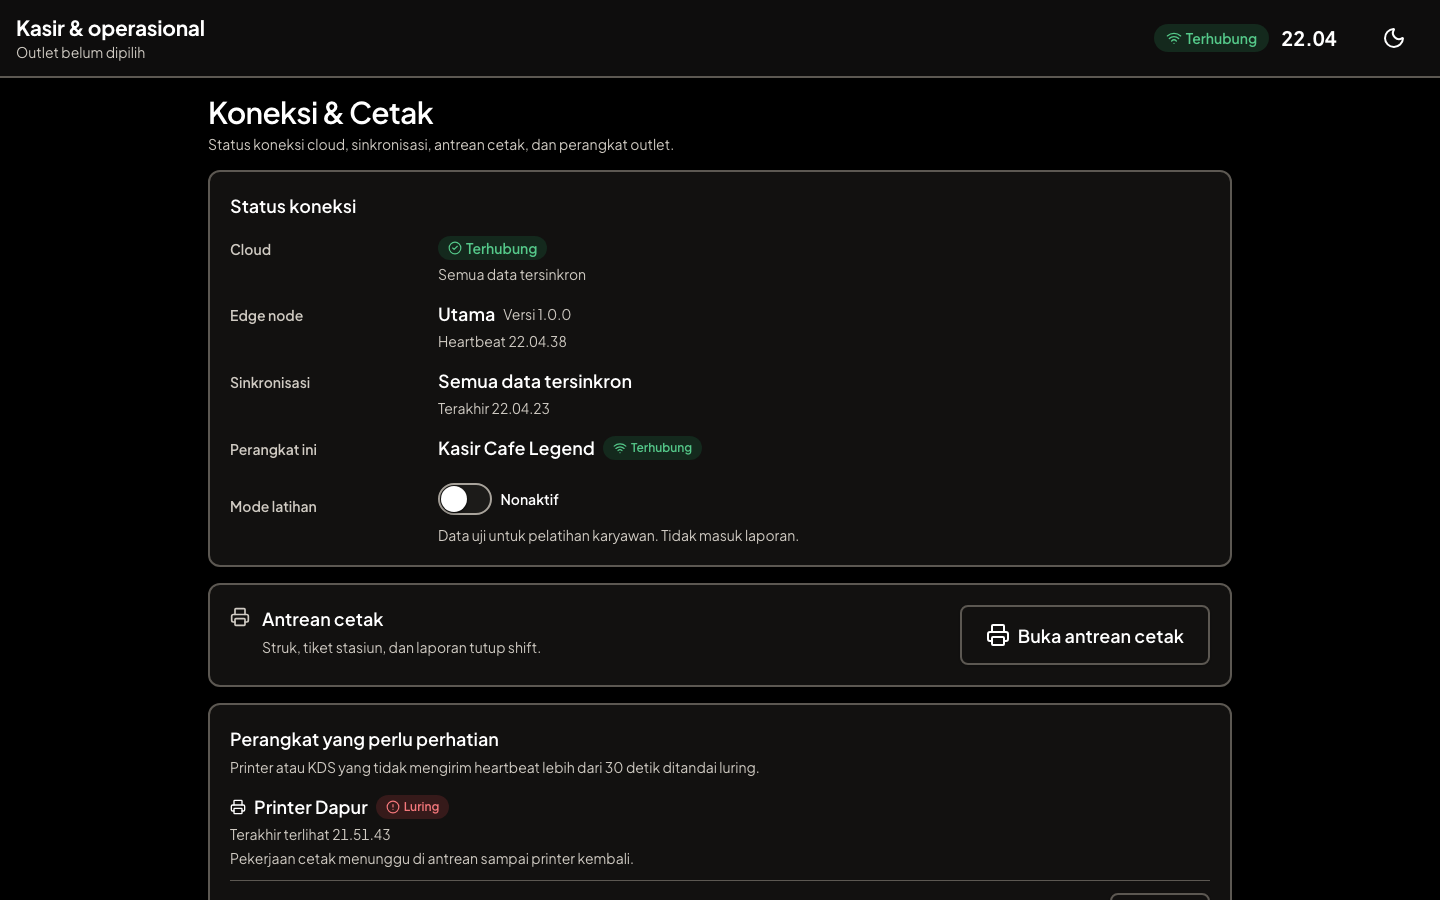 Kasir & operasional
Outlet belum dipilih
Terhubung
22.04
Koneksi & Cetak
Status koneksi cloud, sinkronisasi, antrean cetak, dan perangkat outlet.
Status koneksi
Cloud
Terhubung
Semua data tersinkron
Edge node
Utama Versi 1.0.0
Heartbeat 22.04.38
Sinkronisasi
Semua data tersinkron
Terakhir 22.04.23
Perangkat ini
Kasir Cafe Legend Terhubung
Mode latihan
Nonaktif
Data uji untuk pelatihan karyawan. Tidak masuk laporan.
Antrean cetak
Struk, tiket stasiun, dan laporan tutup shift.
Buka antrean cetak
Perangkat yang perlu perhatian
Printer atau KDS yang tidak mengirim heartbeat lebih dari 30 detik ditandai luring.
Printer Dapur Luring
Terakhir terlihat 21.51.43
Pekerjaan cetak menunggu di antrean sampai printer kembali.